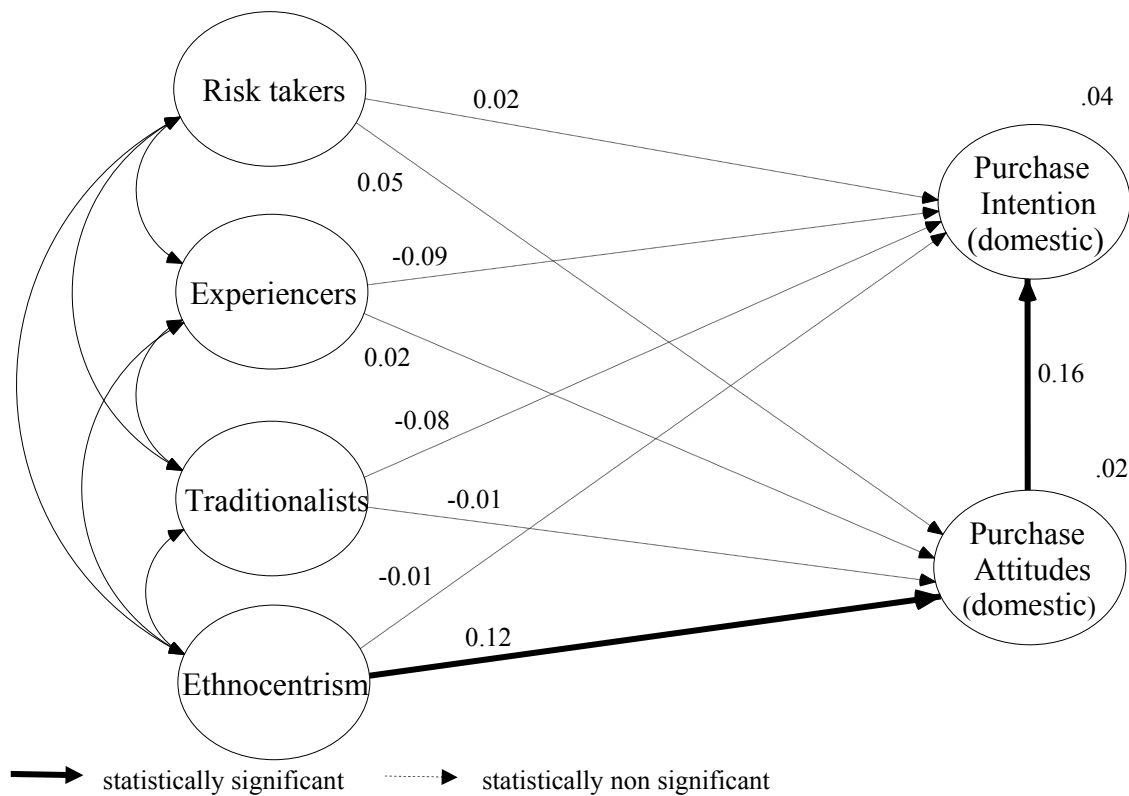 Risk takers
0.02
.04
0.05
Purchase
Intention
(domestic)
-0.09
Experiencers
0.02
0.16
-0.08
.02
Traditionalists
-0.01
Purchase
Attitudes
(domestic)
-0.01
0.12
Ethnocentrism
statistically significant
statistically non significant